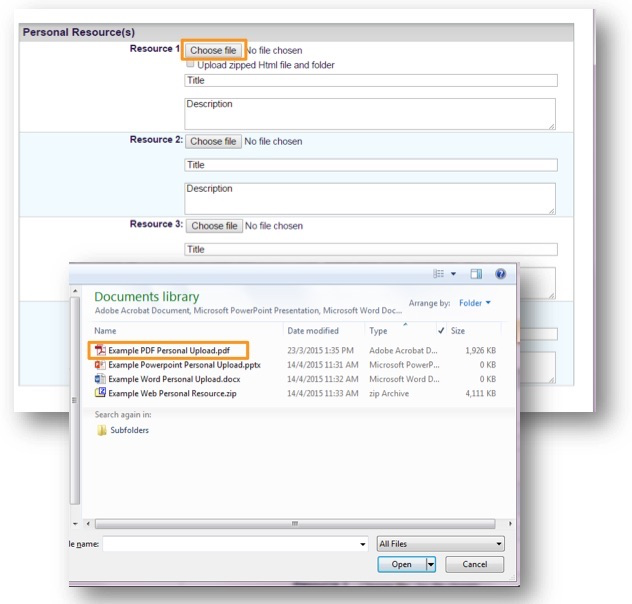 Personal Resource(s)
Resource 1 Choose file No file chosen
Upload zipped Html file and folder
Title
Description
Resource 2: Choose file No file chosen
Title
Description
Resource 3: Choose file No file chosen
Title
Documents library
Adobe Acrobat Document, Microsoft PowerPoint Presentation, Microsoft Word Doc...
Arrange by: Folder
Name Date modified Type Size
Example PDF Personal Upload.pdf 23/3/2015 1:35 PM Adobe Acrobat D... 1,926 KB
Example Powerpoint Personal Upload.pptx 14/4/2015 11:31 AM Microsoft PowerP... 0 KB
Example Word Personal Upload.docx 14/4/2015 11:32 AM Microsoft Word D... 0 KB
Example Web Personal Resource.zip 14/4/2015 11:33 AM zip Archive 4,111 KB
Search again in:
Subfolders
le name: All Files
Open Cancel